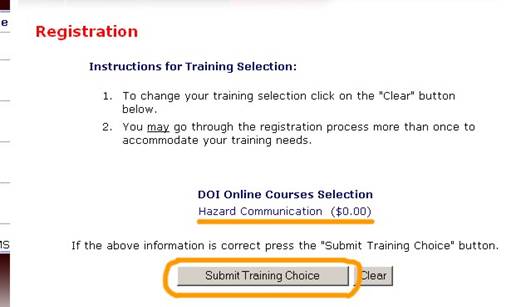 e
Registration
Instructions for Training Selection:
1. To change your training selection click on the "Clear" button
below.
2. You may go through the registration process more than once to
accommodate your training needs.
DOI Online Courses Selection
Hazard Communication ($0.00)
MS
If the above information is correct press the "Submit Training Choice" button.
Submit Training Choice Clear